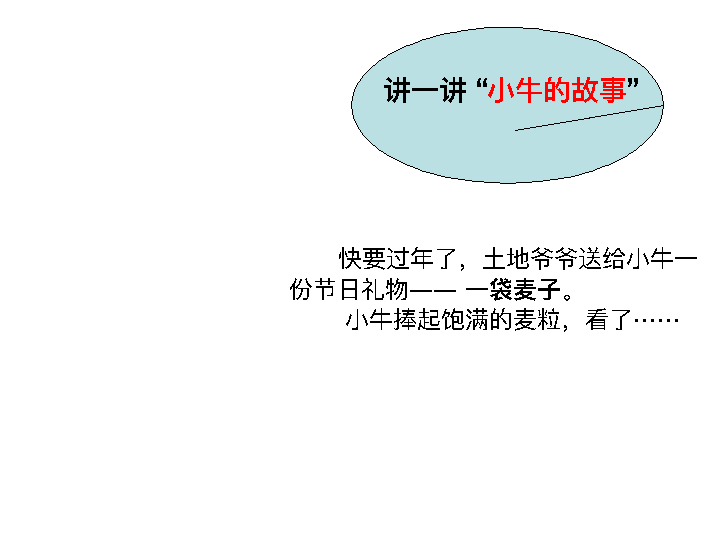 讲一讲 “小牛的故事”
快要过年了，土地爷爷送给小牛一
份节日礼物—— 一袋麦子。
小牛捧起饱满的麦粒，看了……